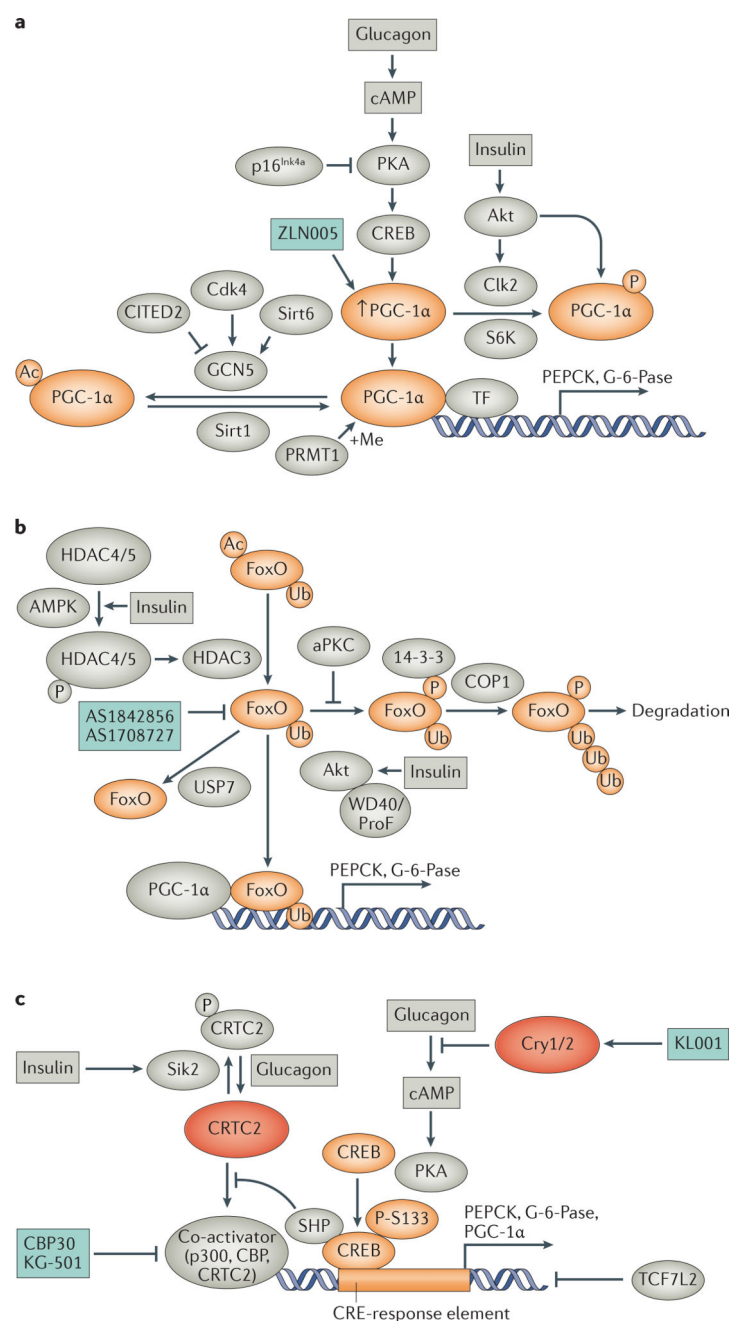 a
Glucagon
cAMP
p16Ink4a
PKA
Insulin
ZLN005
CREB
Akt
Cdk4
Clk2
P
CITED2
Sirt6
↑PGC-1α
PGC-1α
S6K
GCN5
Ac
PGC-1α
PGC-1α
TF
PEPCK, G-6-Pase
Sirt1
+Me
PRMT1
b
HDAC4/5
Ac
FoxO
Ub
AMPK
Insulin
HDAC4/5
P
HDAC3
aPKC
14-3-3
P
COP1
P
AS1842856
AS1708727
FoxO
Ub
FoxO
Ub
FoxO
Ub
Ub
Ub
Degradation
FoxO
USP7
Akt
Insulin
WD40/
ProF
PGC-1α
FoxO
Ub
PEPCK, G-6-Pase
c
P
CRTC2
Glucagon
Cry1/2
KL001
Insulin
Sik2
Glucagon
cAMP
CRTC2
CREB
PKA
SHP
P-S133
PEPCK, G-6-Pase,
PGC-1α
CBP30
KG-501
Co-activator
(p300, CBP,
CRTC2)
CREB
TCF7L2
CRE-response element